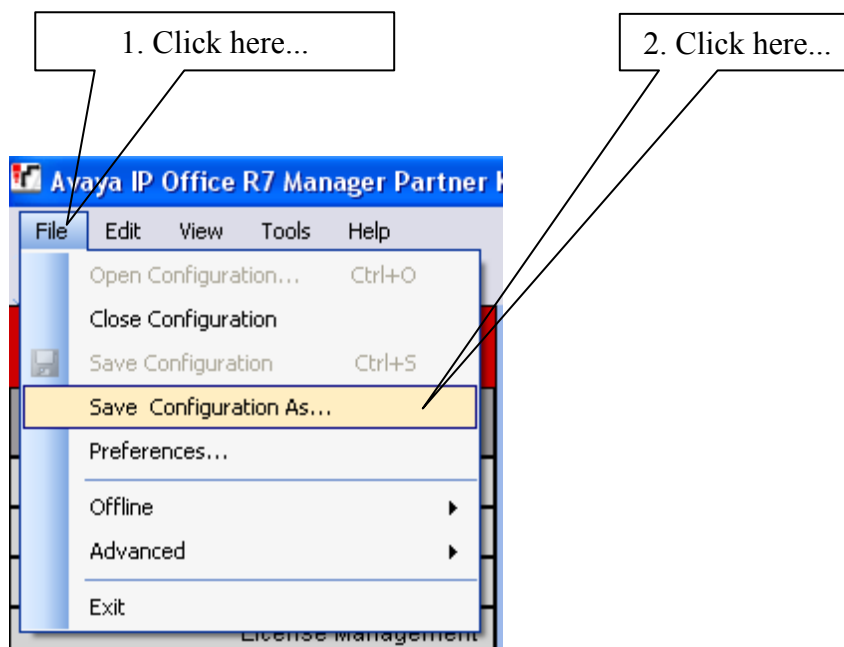 1. Click here...
2. Click here...
Avaya IP Office R7 Manager Partner
File Edit View Tools Help
Open Configuration... Ctrl+O
Close Configuration
Save Configuration Ctrl+S
Save Configuration As...
Preferences...
Offline
Advanced
Exit
License Management